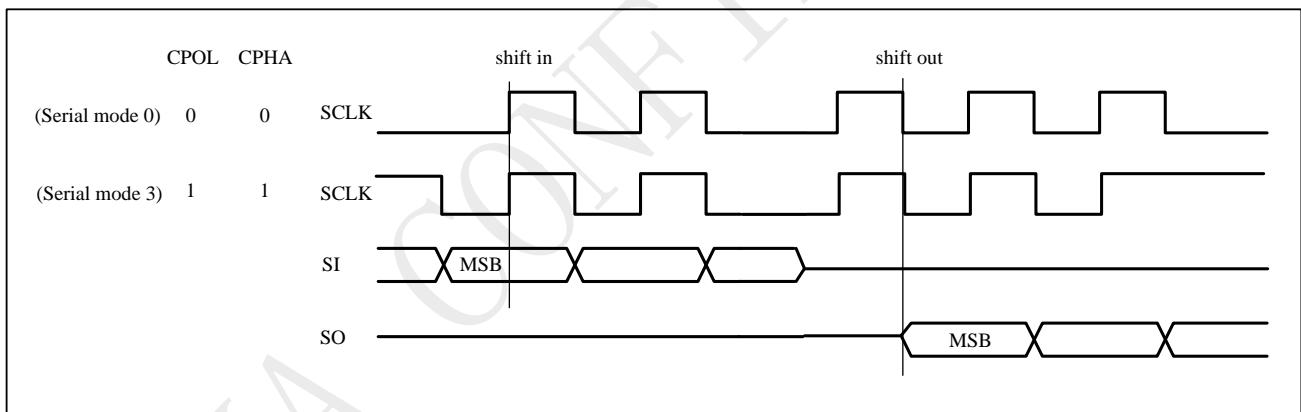 CPOL CPHA shift in shift out
(Serial mode 0) 0 0 SCLK
(Serial mode 3) 1 1 SCLK
SI MSB
SO MSB